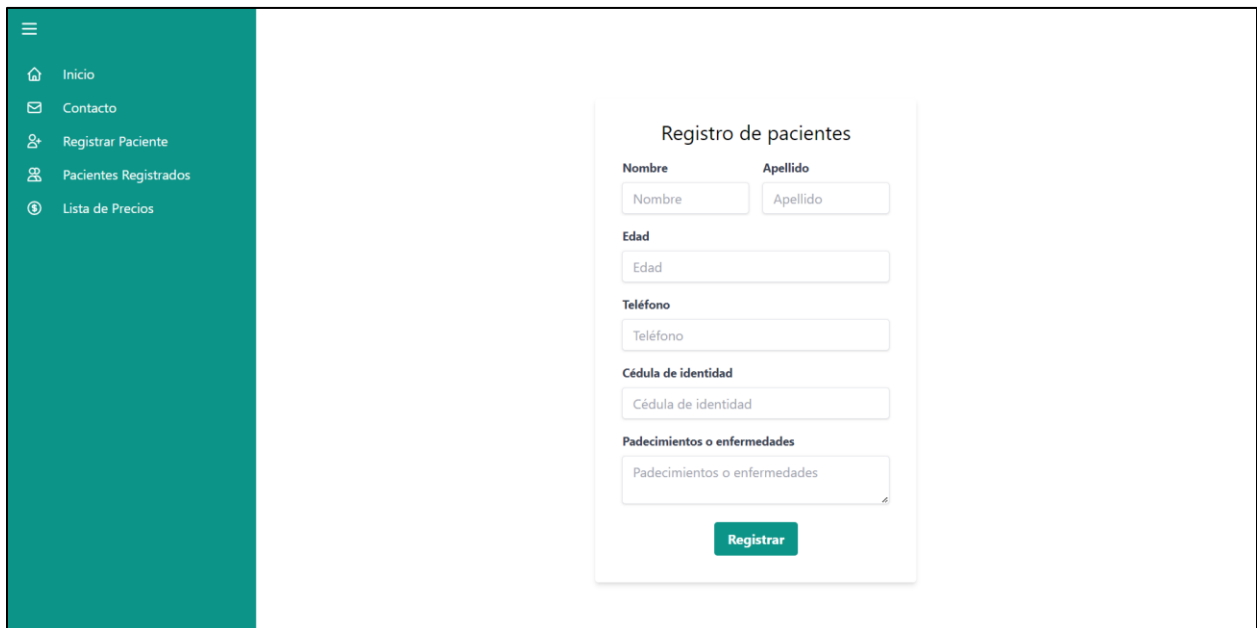 Inicio
Contacto
Registrar Paciente
Pacientes Registrados
Lista de Precios
Registro de pacientes
Nombre Apellido
Nombre Apellido
Edad
Edad
Teléfono
Teléfono
Cédula de identidad
Cédula de identidad
Padecimientos o enfermedades
Padecimientos o enfermedades
Registrar